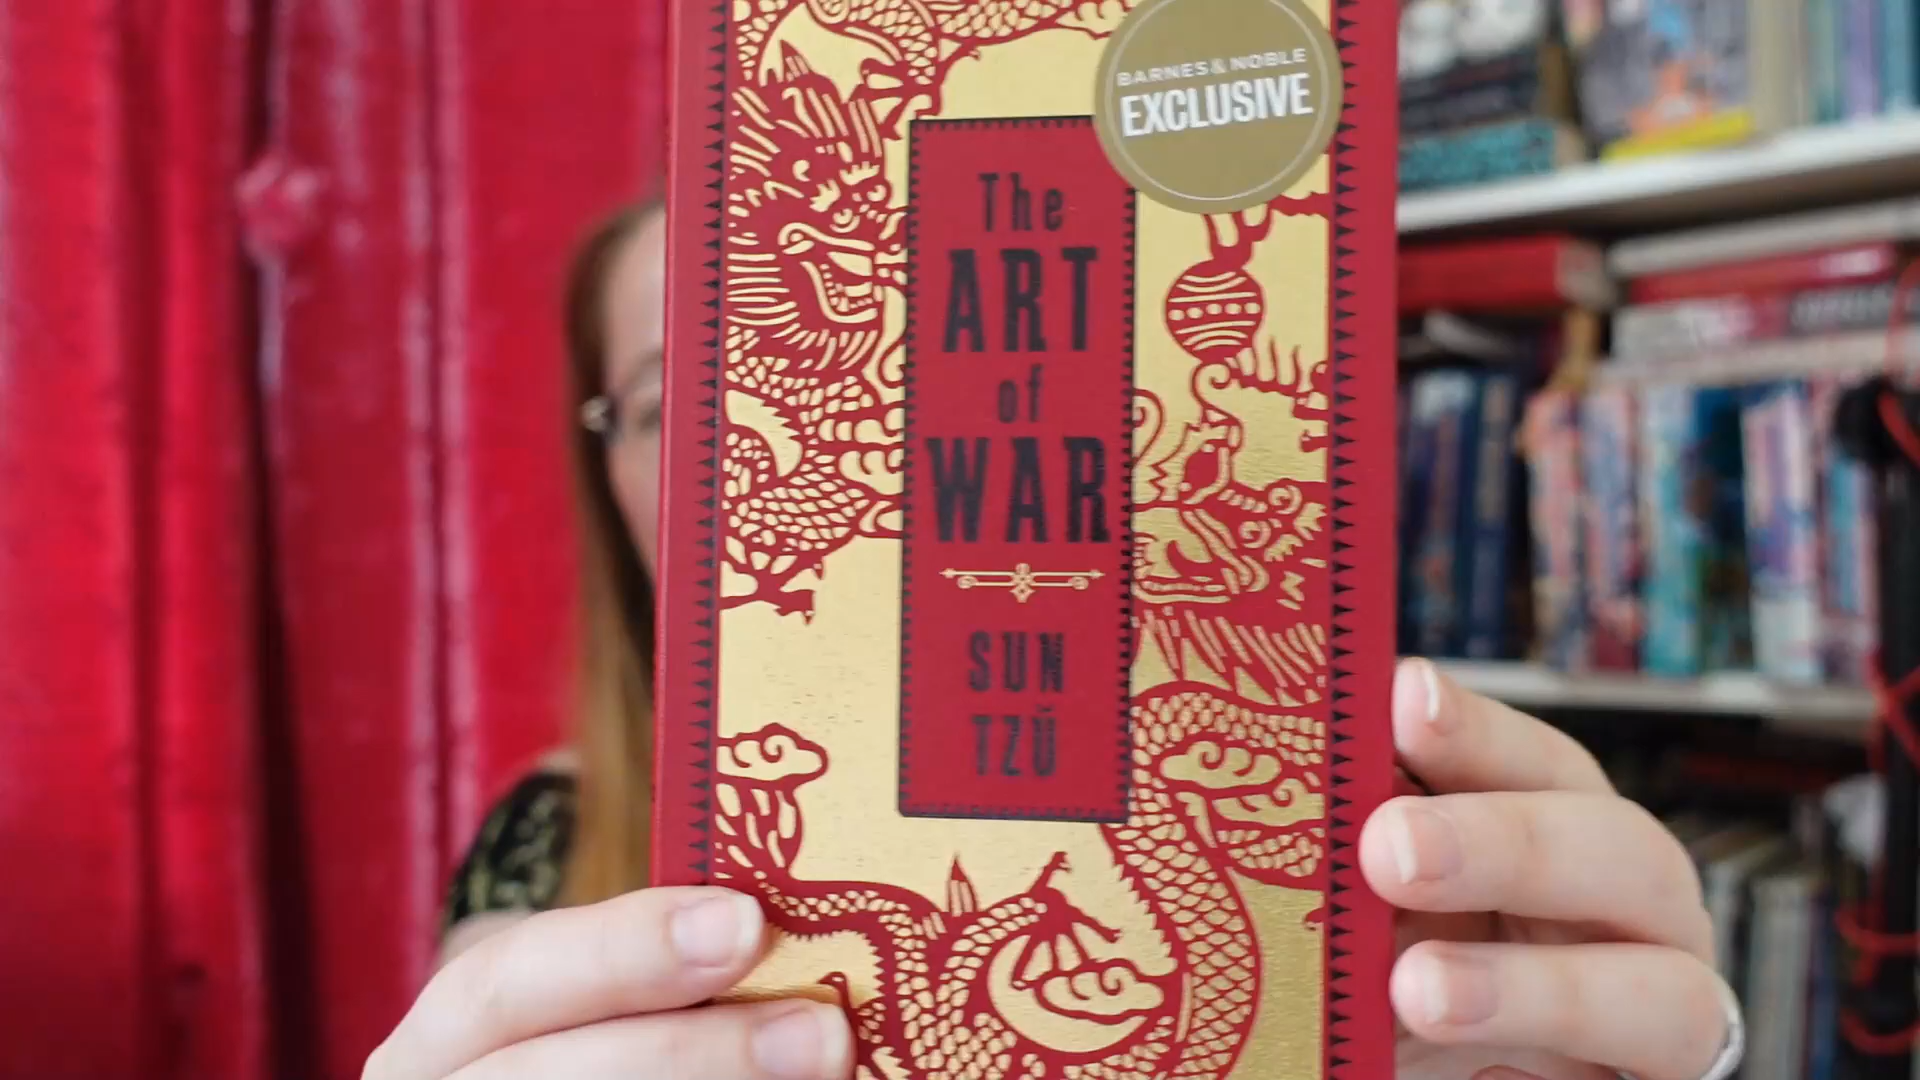 BARNES & NOBLE
EXCLUSIVE
The
ART
of
WAR
SUN
TZŬ